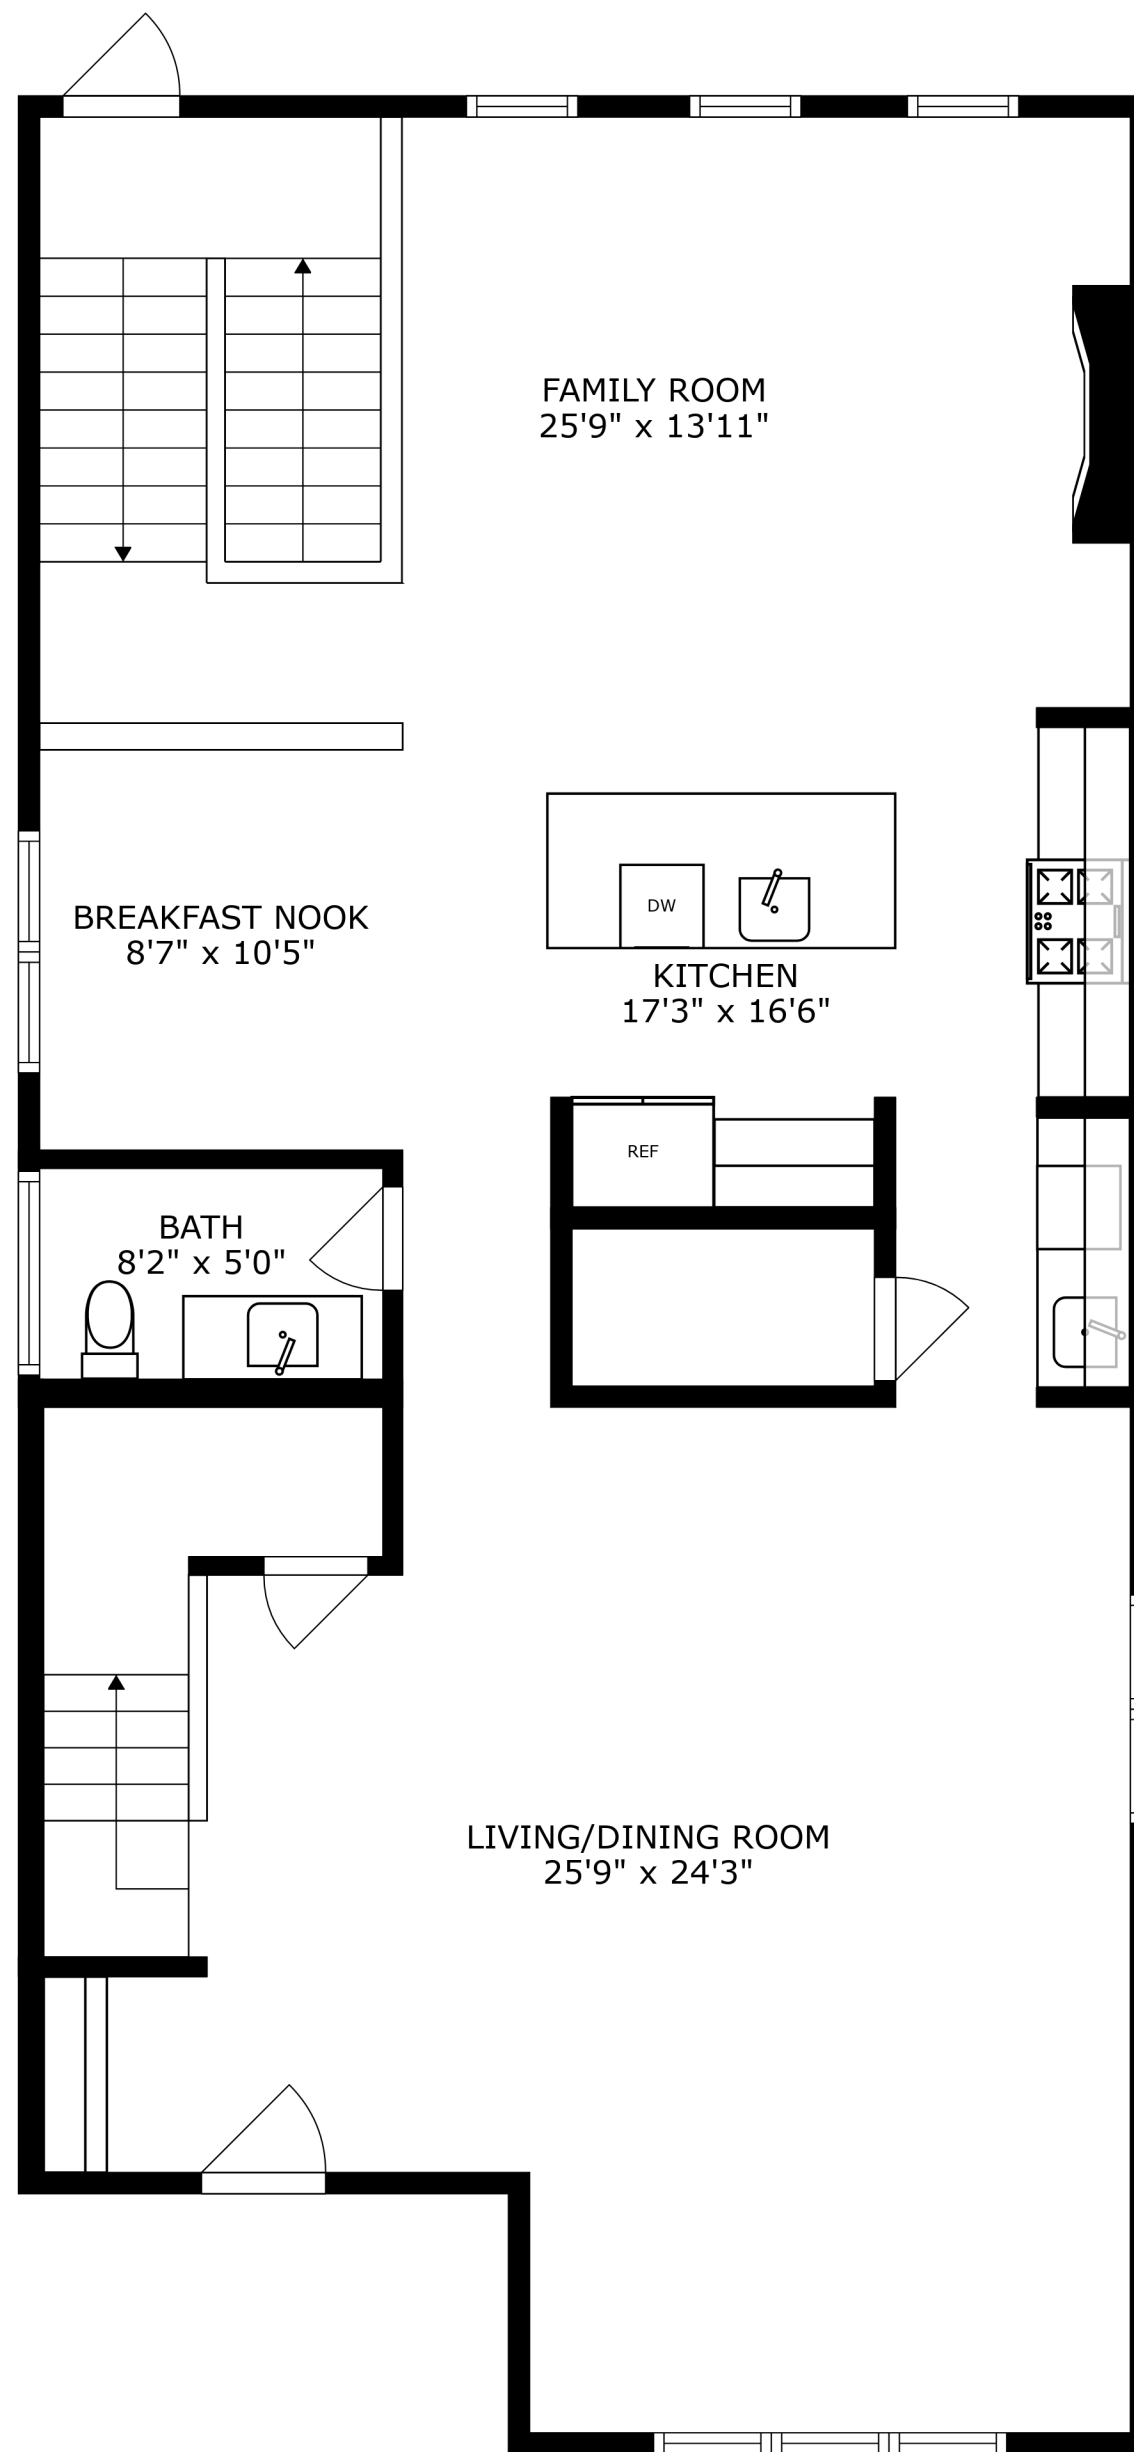 FAMILY ROOM
25'9" x 13'11"
BREAKFAST NOOK
8'7" x 10'5"
DW
KITCHEN
17'3" x 16'6"
REF
BATH
8'2" x 5'0"
LIVING/DINING ROOM
25'9" x 24'3"